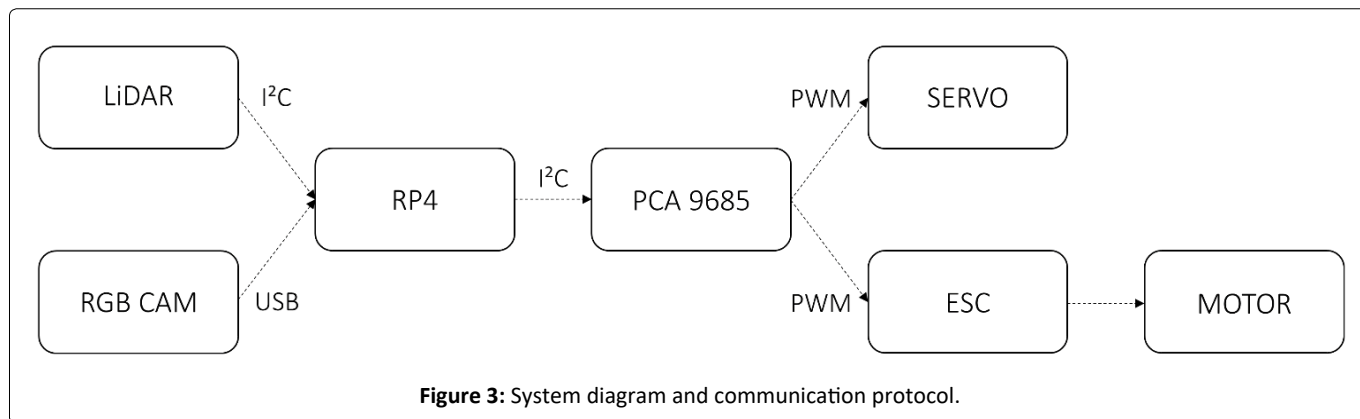 LiDAR
I²C
PWM
SERVO
RP4
I²C
PCA 9685
RGB CAM
USB
PWM
ESC
MOTOR
Figure 3: System diagram and communication protocol.